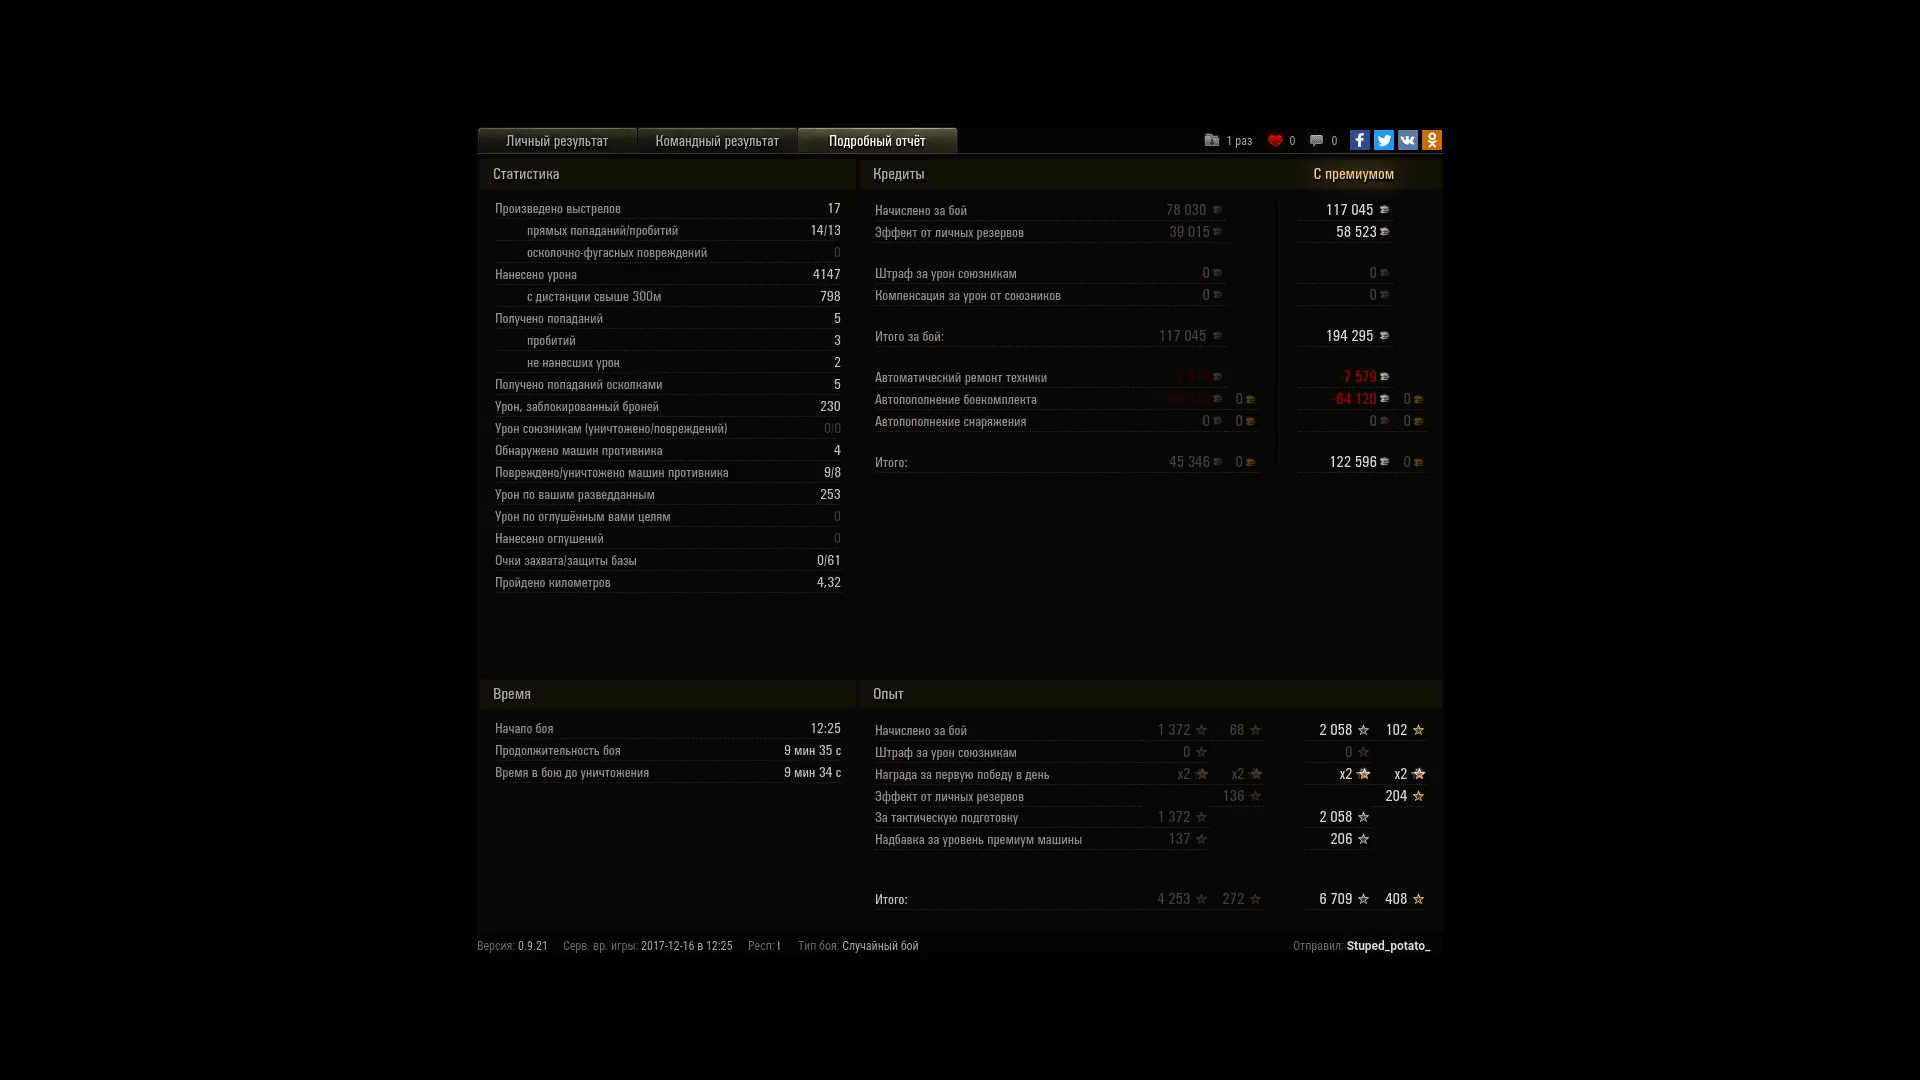 Личный результат Командный результат Подробный отчёт 1 раз 0 0
Статистика
Произведено выстрелов 17
прямых попаданий/пробитий 14/13
осколочно-фугасных повреждений 0
Нанесено урона 4147
с дистанции свыше 300м 798
Получено попаданий 5
пробитий 3
не нанесших урон 2
Получено попаданий осколками 5
Урон, заблокированный броней 230
Урон союзникам (уничтожено/повреждений) 0/0
Обнаружено машин противника 4
Повреждено/уничтожено машин противника 9/8
Урон по вашим разведданным 253
Урон по оглушённым вами целям 0
Нанесено оглушений 0
Очки захвата/защиты базы 0/61
Пройдено километров 4,32
Кредиты С премиумом
Начислено за бой 78 030 117 045
Эффект от личных резервов 39 015 58 523
Штраф за урон союзникам 0 0
Компенсация за урон от союзников 0 0
Итого за бой: 117 045 194 295
Автоматический ремонт техники -7 579
Автопополнение боекомплекта 0 -64 120 0
Автопополнение снаряжения 0 0 0 0
Итого: 45 346 0 122 596 0
Время
Начало боя 12:25
Продолжительность боя 9 мин 35 с
Время в бою до уничтожения 9 мин 34 с
Опыт
Начислено за бой 1 372 68 2 058 102
Штраф за урон союзникам 0 0
Награда за первую победу в день x2 x2 x2 x2
Эффект от личных резервов 136 204
За тактическую подготовку 1 372 2 058
Надбавка за уровень премиум машины 137 206
Итого: 4 253 272 6 709 408
Версия: 0.9.21 Серв. вр. игры: 2017-12-16 в 12:25 Респ: I Тип боя: Случайный бой Отправил: Stuped_potato_